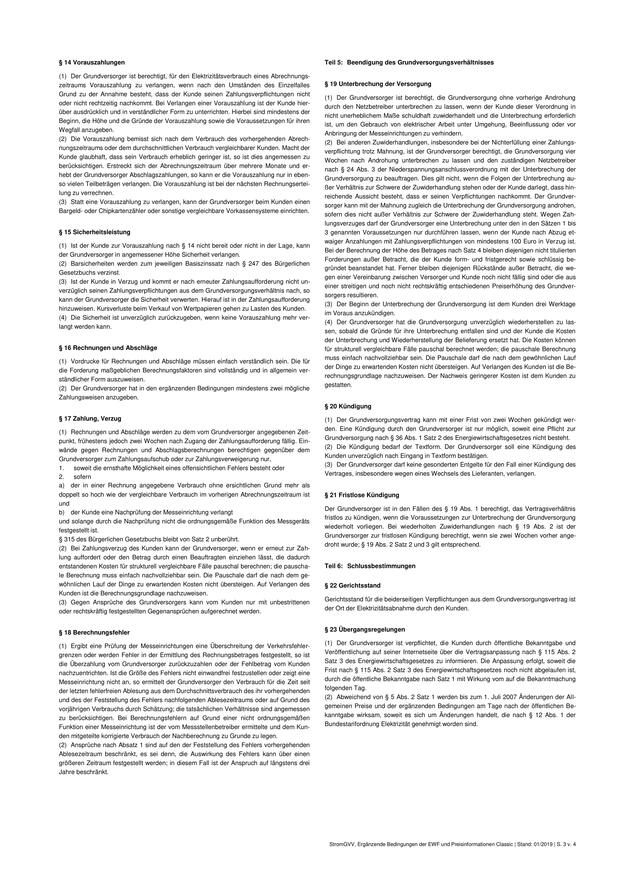 § 14 Vorauszahlungen
(1) Der Grundversorger ist berechtigt, für den Elektrizitätsverbrauch eines Abrechnungs-
zeitraums Vorauszahlung zu verlangen, wenn nach den Umständen des Einzelfalles
Grund zu der Annahme besteht, dass der Kunde seinen Zahlungsverpflichtungen nicht
oder nicht rechtzeitig nachkommt. Bei Verlangen einer Vorauszahlung ist der Kunde hier-
über ausdrücklich und in verständlicher Form zu unterrichten. Hierbei sind mindestens der
Beginn, die Höhe und die Gründe der Vorauszahlung sowie die Voraussetzungen für ihren
Wegfall anzugeben.
(2) Die Vorauszahlung bemisst sich nach dem Verbrauch des vorhergehenden Abrech-
nungszeitraums oder dem durchschnittlichen Verbrauch vergleichbarer Kunden. Macht der
Kunde glaubhaft, dass sein Verbrauch erheblich geringer ist, so ist dies angemessen zu
berücksichtigen. Erstreckt sich der Abrechnungszeitraum über mehrere Monate und er-
hebt der Grundversorger Abschlagszahlungen, so kann er die Vorauszahlung nur in eben-
so vielen Teilbeträgen verlangen. Die Vorauszahlung ist bei der nächsten Rechnungsertei-
lung zu verrechnen.
(3) Statt eine Vorauszahlung zu verlangen, kann der Grundversorger beim Kunden einen
Bargeld- oder Chipkartenzähler oder sonstige vergleichbare Vorkassensysteme einrichten.
§ 15 Sicherheitsleistung
(1) Ist der Kunde zur Vorauszahlung nach § 14 nicht bereit oder nicht in der Lage, kann
der Grundversorger in angemessener Höhe Sicherheit verlangen.
(2) Barsicherheiten werden zum jeweiligen Basiszinssatz nach § 247 des Bürgerlichen
Gesetzbuchs verzinst.
(3) Ist der Kunde in Verzug und kommt er nach erneuter Zahlungsaufforderung nicht un-
verzüglich seinen Zahlungsverpflichtungen aus dem Grundversorgungsverhältnis nach, so
kann der Grundversorger die Sicherheit verwerten. Hierauf ist in der Zahlungsaufforderung
hinzuweisen. Kursverluste beim Verkauf von Wertpapieren gehen zu Lasten des Kunden.
(4) Die Sicherheit ist unverzüglich zurückzugeben, wenn keine Vorauszahlung mehr ver-
langt werden kann.
§ 16 Rechnungen und Abschläge
(1) Vordrucke für Rechnungen und Abschläge müssen einfach verständlich sein. Die für
die Forderung maßgeblichen Berechnungsfaktoren sind vollständig und in allgemein ver-
ständlicher Form auszuweisen.
(2) Der Grundversorger hat in den ergänzenden Bedingungen mindestens zwei mögliche
Zahlungsweisen anzugeben.
§ 17 Zahlung, Verzug
(1) Rechnungen und Abschläge werden zu dem vom Grundversorger angegebenen Zeit-
punkt, frühestens jedoch zwei Wochen nach Zugang der Zahlungsaufforderung fällig. Ein-
wände gegen Rechnungen und Abschlagsberechnungen berechtigen gegenüber dem
Grundversorger zum Zahlungsaufschub oder zur Zahlungsverweigerung nur,
1. soweit die ernsthafte Möglichkeit eines offensichtlichen Fehlers besteht oder
2. sofern
a) der in einer Rechnung angegebene Verbrauch ohne ersichtlichen Grund mehr als
doppelt so hoch wie der vergleichbare Verbrauch im vorherigen Abrechnungszeitraum ist
und
b) der Kunde eine Nachprüfung der Messeinrichtung verlangt
und solange durch die Nachprüfung nicht die ordnungsgemäße Funktion des Messgeräts
festgestellt ist.
§ 315 des Bürgerlichen Gesetzbuchs bleibt von Satz 2 unberührt.
(2) Bei Zahlungsverzug des Kunden kann der Grundversorger, wenn er erneut zur Zah-
lung auffordert oder den Betrag durch einen Beauftragten einziehen lässt, die dadurch
entstandenen Kosten für strukturell vergleichbare Fälle pauschal berechnen; die pauscha-
le Berechnung muss einfach nachvollziehbar sein. Die Pauschale darf die nach dem ge-
wöhnlichen Lauf der Dinge zu erwartenden Kosten nicht übersteigen. Auf Verlangen des
Kunden ist die Berechnungsgrundlage nachzuweisen.
(3) Gegen Ansprüche des Grundversorgers kann vom Kunden nur mit unbestrittenen
oder rechtskräftig festgestellten Gegenansprüchen aufgerechnet werden.
§ 18 Berechnungsfehler
(1) Ergibt eine Prüfung der Messeinrichtungen eine Überschreitung der Verkehrsfehler-
grenzen oder werden Fehler in der Ermittlung des Rechnungsbetrages festgestellt, so ist
die Überzahlung vom Grundversorger zurückzuzahlen oder der Fehlbetrag vom Kunden
nachzuentrichten. Ist die Größe des Fehlers nicht einwandfrei festzustellen oder zeigt eine
Messeinrichtung nicht an, so ermittelt der Grundversorger den Verbrauch für die Zeit seit
der letzten fehlerfreien Ablesung aus dem Durchschnittsverbrauch des ihr vorhergehenden
und des der Feststellung des Fehlers nachfolgenden Ablesezeitraums oder auf Grund des
vorjährigen Verbrauchs durch Schätzung; die tatsächlichen Verhältnisse sind angemessen
zu berücksichtigen. Bei Berechnungsfehlern auf Grund einer nicht ordnungsgemäßen
Funktion einer Messeinrichtung ist der vom Messstellenbetreiber ermittelte und dem Kun-
den mitgeteilte korrigierte Verbrauch der Nachberechnung zu Grunde zu legen.
(2) Ansprüche nach Absatz 1 sind auf den der Feststellung des Fehlers vorhergehenden
Ablesezeitraum beschränkt, es sei denn, die Auswirkung des Fehlers kann über einen
größeren Zeitraum festgestellt werden; in diesem Fall ist der Anspruch auf längstens drei
Jahre beschränkt.
Teil 5: Beendigung des Grundversorgungsverhältnisses
§ 19 Unterbrechung der Versorgung
(1) Der Grundversorger ist berechtigt, die Grundversorgung ohne vorherige Androhung
durch den Netzbetreiber unterbrechen zu lassen, wenn der Kunde dieser Verordnung in
nicht unerheblichem Maße schuldhaft zuwiderhandelt und die Unterbrechung erforderlich
ist, um den Gebrauch von elektrischer Arbeit unter Umgehung, Beeinflussung oder vor
Anbringung der Messeinrichtungen zu verhindern.
(2) Bei anderen Zuwiderhandlungen, insbesondere bei der Nichterfüllung einer Zahlungs-
verpflichtung trotz Mahnung, ist der Grundversorger berechtigt, die Grundversorgung vier
Wochen nach Androhung unterbrechen zu lassen und den zuständigen Netzbetreiber
nach § 24 Abs. 3 der Niederspannungsanschlussverordnung mit der Unterbrechung der
Grundversorgung zu beauftragen. Dies gilt nicht, wenn die Folgen der Unterbrechung au-
ßer Verhältnis zur Schwere der Zuwiderhandlung stehen oder der Kunde darlegt, dass hin-
reichende Aussicht besteht, dass er seinen Verpflichtungen nachkommt. Der Grundver-
sorger kann mit der Mahnung zugleich die Unterbrechung der Grundversorgung androhen,
sofern dies nicht außer Verhältnis zur Schwere der Zuwiderhandlung steht. Wegen Zah-
lungsverzuges darf der Grundversorger eine Unterbrechung unter den in den Sätzen 1 bis
3 genannten Voraussetzungen nur durchführen lassen, wenn der Kunde nach Abzug et-
waiger Anzahlungen mit Zahlungsverpflichtungen von mindestens 100 Euro in Verzug ist.
Bei der Berechnung der Höhe des Betrages nach Satz 4 bleiben diejenigen nicht titulierten
Forderungen außer Betracht, die der Kunde form- und fristgerecht sowie schlüssig be-
gründet beanstandet hat. Ferner bleiben diejenigen Rückstände außer Betracht, die we-
gen einer Vereinbarung zwischen Versorger und Kunde noch nicht fällig sind oder die aus
einer streitigen und noch nicht rechtskräftig entschiedenen Preiserhöhung des Grundver-
sorgers resultieren.
(3) Der Beginn der Unterbrechung der Grundversorgung ist dem Kunden drei Werktage
im Voraus anzukündigen.
(4) Der Grundversorger hat die Grundversorgung unverzüglich wiederherstellen zu las-
sen, sobald die Gründe für ihre Unterbrechung entfallen sind und der Kunde die Kosten
der Unterbrechung und Wiederherstellung der Belieferung ersetzt hat. Die Kosten können
für strukturell vergleichbare Fälle pauschal berechnet werden; die pauschale Berechnung
muss einfach nachvollziehbar sein. Die Pauschale darf die nach dem gewöhnlichen Lauf
der Dinge zu erwartenden Kosten nicht übersteigen. Auf Verlangen des Kunden ist die Be-
rechnungsgrundlage nachzuweisen. Der Nachweis geringerer Kosten ist dem Kunden zu
gestatten.
§ 20 Kündigung
(1) Der Grundversorgungsvertrag kann mit einer Frist von zwei Wochen gekündigt wer-
den. Eine Kündigung durch den Grundversorger ist nur möglich, soweit eine Pflicht zur
Grundversorgung nach § 36 Abs. 1 Satz 2 des Energiewirtschaftsgesetzes nicht besteht.
(2) Die Kündigung bedarf der Textform. Der Grundversorger soll eine Kündigung des
Kunden unverzüglich nach Eingang in Textform bestätigen.
(3) Der Grundversorger darf keine gesonderten Entgelte für den Fall einer Kündigung des
Vertrages, insbesondere wegen eines Wechsels des Lieferanten, verlangen.
§ 21 Fristlose Kündigung
Der Grundversorger ist in den Fällen des § 19 Abs. 1 berechtigt, das Vertragsverhältnis
fristlos zu kündigen, wenn die Voraussetzungen zur Unterbrechung der Grundversorgung
wiederholt vorliegen. Bei wiederholten Zuwiderhandlungen nach § 19 Abs. 2 ist der
Grundversorger zur fristlosen Kündigung berechtigt, wenn sie zwei Wochen vorher ange-
droht wurde; § 19 Abs. 2 Satz 2 und 3 gilt entsprechend.
Teil 6: Schlussbestimmungen
§ 22 Gerichtsstand
Gerichtsstand für die beiderseitigen Verpflichtungen aus dem Grundversorgungsvertrag ist
der Ort der Elektrizitätsabnahme durch den Kunden.
§ 23 Übergangsregelungen
(1) Der Grundversorger ist verpflichtet, die Kunden durch öffentliche Bekanntgabe und
Veröffentlichung auf seiner Internetseite über die Vertragsanpassung nach § 115 Abs. 2
Satz 3 des Energiewirtschaftsgesetzes zu informieren. Die Anpassung erfolgt, soweit die
Frist nach § 115 Abs. 2 Satz 3 des Energiewirtschaftsgesetzes noch nicht abgelaufen ist,
durch die öffentliche Bekanntgabe nach Satz 1 mit Wirkung vom auf die Bekanntmachung
folgenden Tag.
(2) Abweichend von § 5 Abs. 2 Satz 1 werden bis zum 1. Juli 2007 Änderungen der All-
gemeinen Preise und der ergänzenden Bedingungen am Tage nach der öffentlichen Be-
kanntgabe wirksam, soweit es sich um Änderungen handelt, die nach § 12 Abs. 1 der
Bundestarifordnung Elektrizität genehmigt worden sind.
StromGVV, Ergänzende Bedingungen der EWF und Preisinformationen Classic | Stand: 01/2019 | S. 3 v. 4